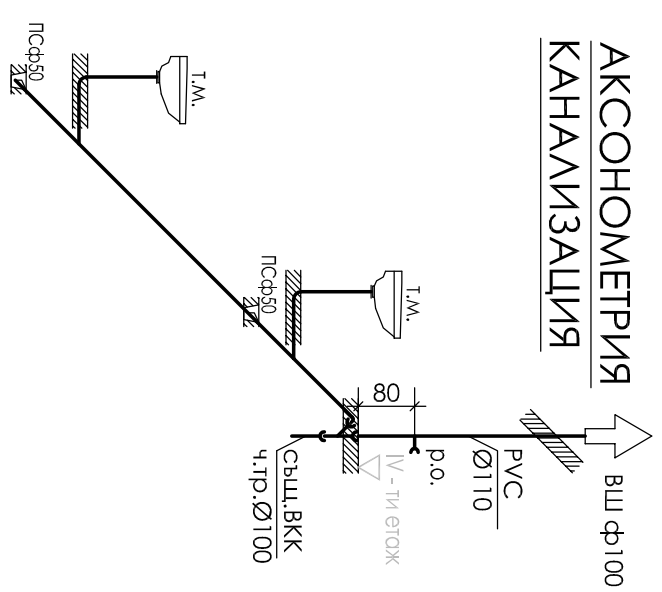 АКСОНОМЕТРИЯ
КАНАЛИЗАЦИЯ
ВШ ф100
PVC
Ø110
р.о.
80
IV - ти етаж
същ.ВКК
ч.тр.Ø100
т.м.
ПСф50
т.м.
ПСф50